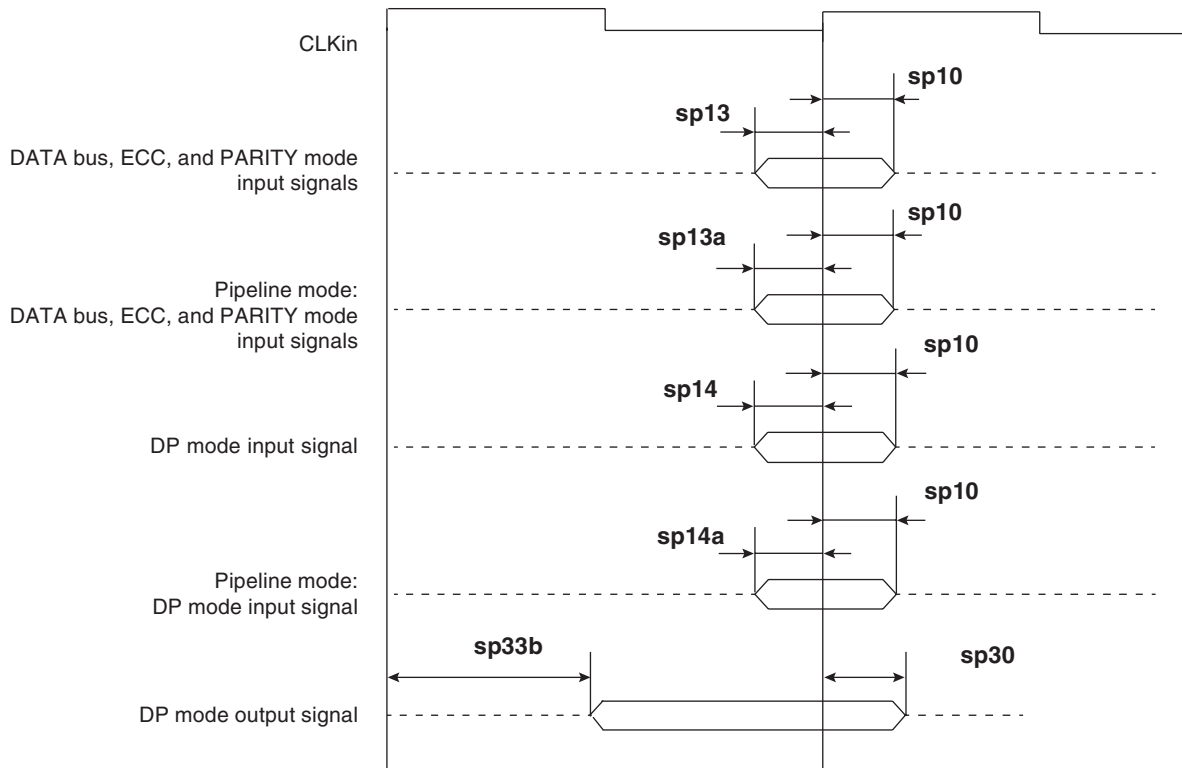 CLKin
sp10
sp13
DATA bus, ECC, and PARITY mode
input signals
sp10
sp13a
Pipeline mode:
DATA bus, ECC, and PARITY mode
input signals
sp10
sp14
DP mode input signal
sp10
sp14a
Pipeline mode:
DP mode input signal
sp33b
sp30
DP mode output signal